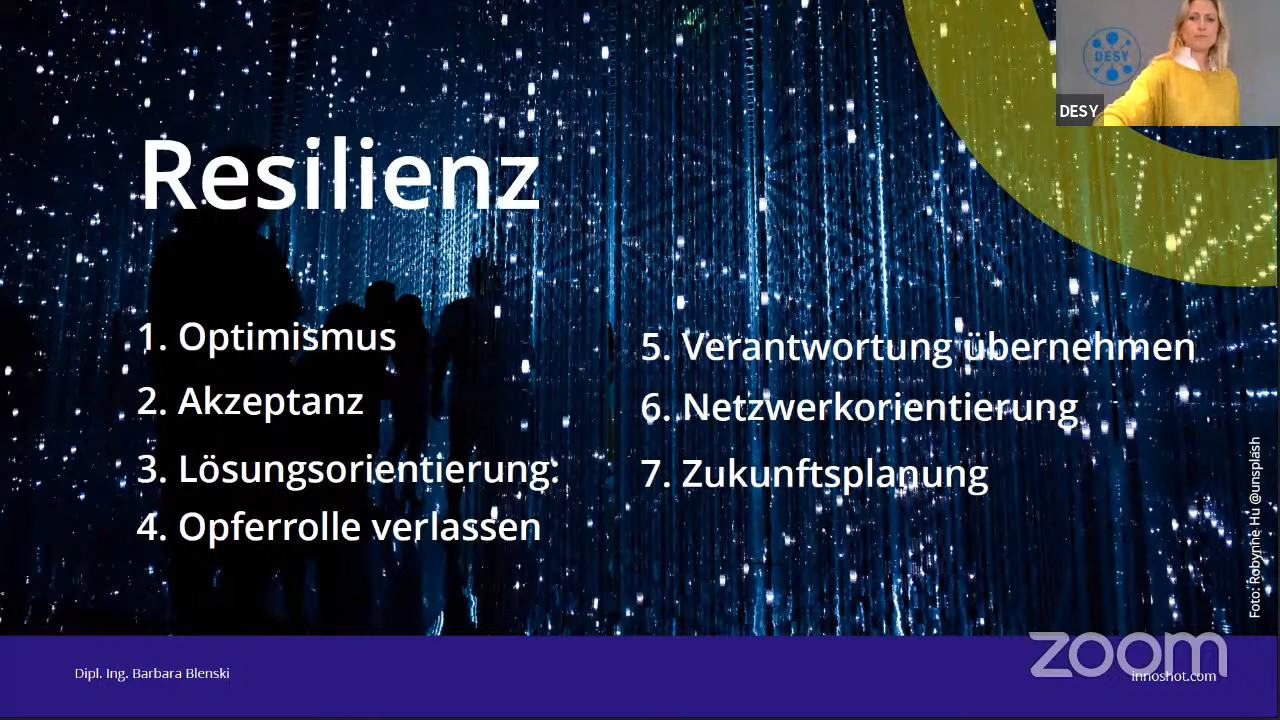 DESY
DESY
Resilienz
1. Optimismus
2. Akzeptanz
3. Lösungsorientierung:
4. Opferrolle verlassen
5. Verantwortung übernehmen
6. Netzwerkorientierung
7. Zukunftsplanung
Foto: Robynne Hu @unsplash
Dipl. Ing. Barbara Blenski
zoom
innoshot.com